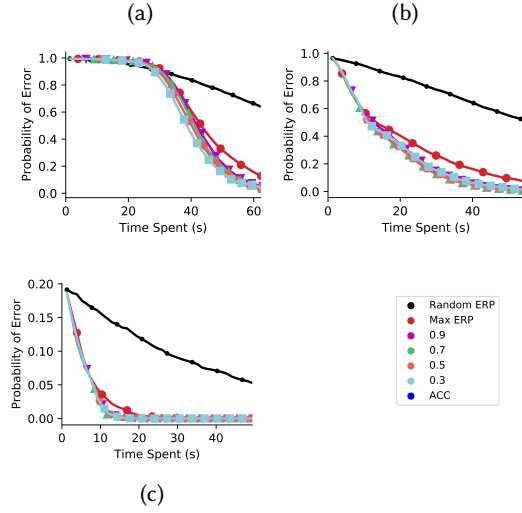 (a)
(b)
1.0
0.8
0.6
0.4
0.2
0.0
Probability of Error
0
20
40
60
Time Spent (s)
1.0
0.8
0.6
0.4
0.2
0.0
Probability of Error
0
20
40
Time Spent (s)
0.20
0.15
0.10
0.05
0.00
Probability of Error
0
10
20
30
40
Time Spent (s)
Random ERP
Max ERP
0.9
0.7
0.5
0.3
ACC
(c)